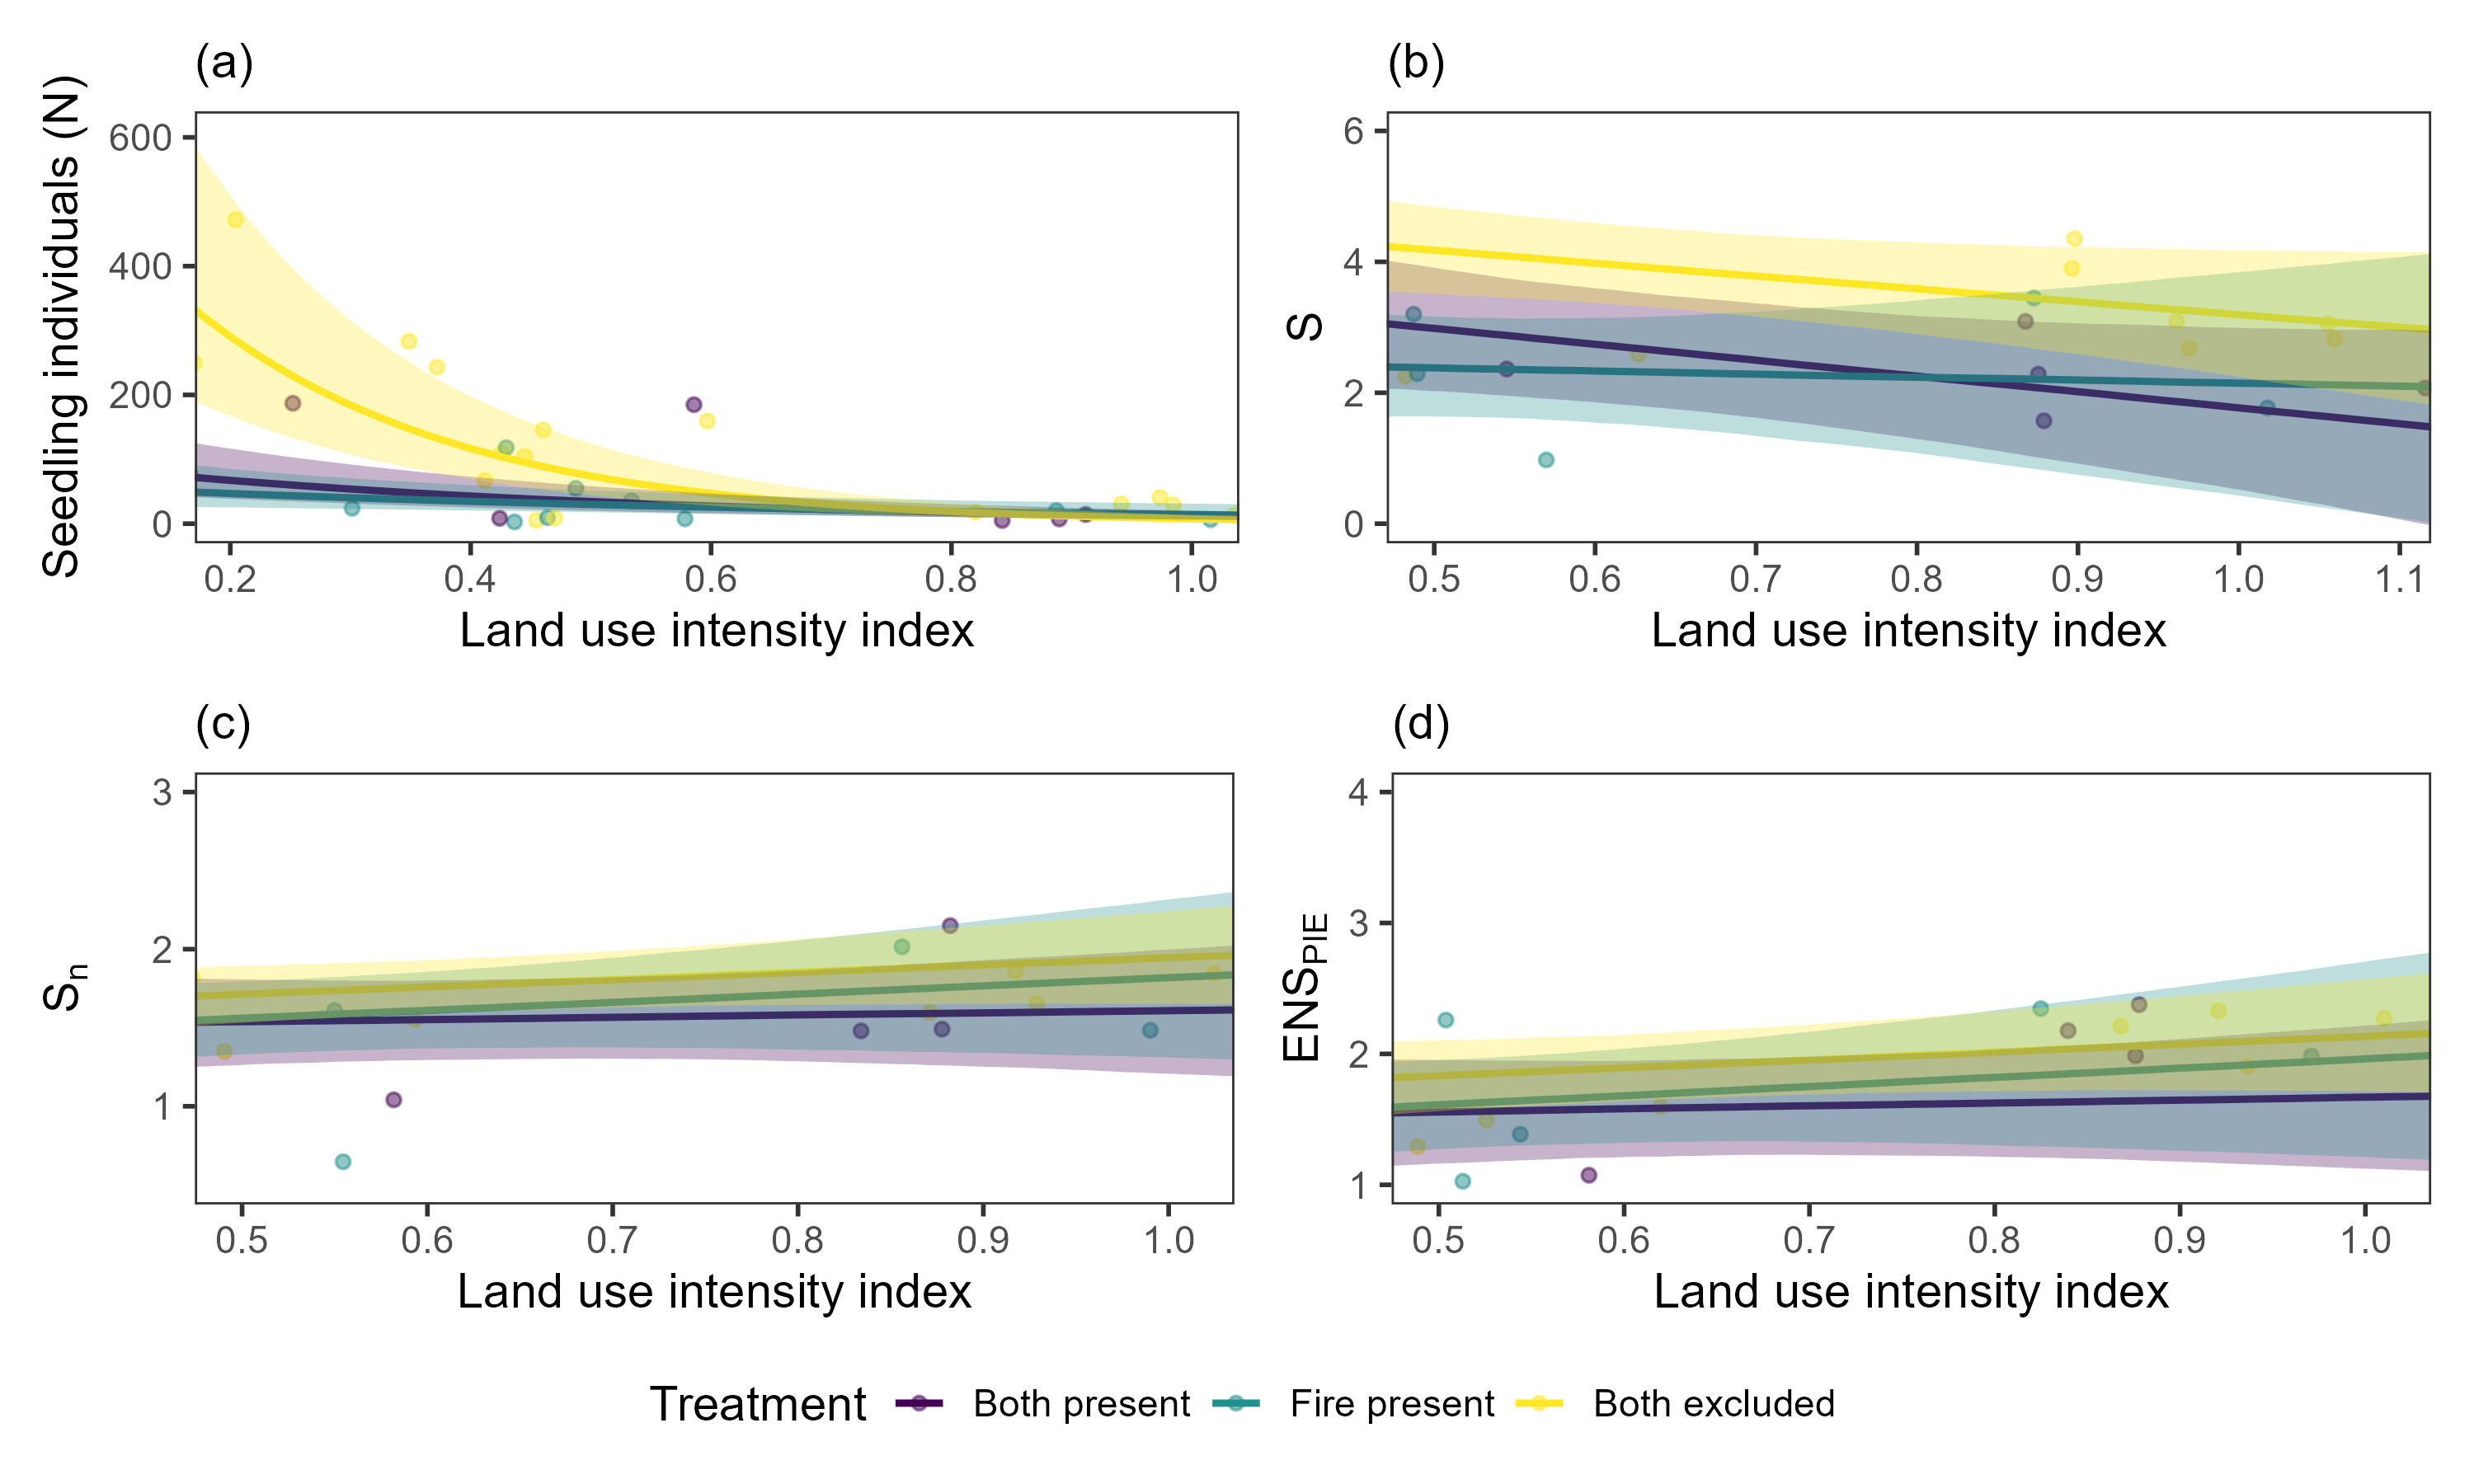 (a)
Seedling individuals (N)
600
400
200
0
0.2 0.4 0.6 0.8 1.0
Land use intensity index
(b)
S
6
4
2
0
0.5 0.6 0.7 0.8 0.9 1.0 1.1
Land use intensity index
(c)
Sn
3
2
1
0.5 0.6 0.7 0.8 0.9 1.0
Land use intensity index
(d)
ENSPIE
4
3
2
1
0.5 0.6 0.7 0.8 0.9 1.0
Land use intensity index
Treatment Both present Fire present Both excluded